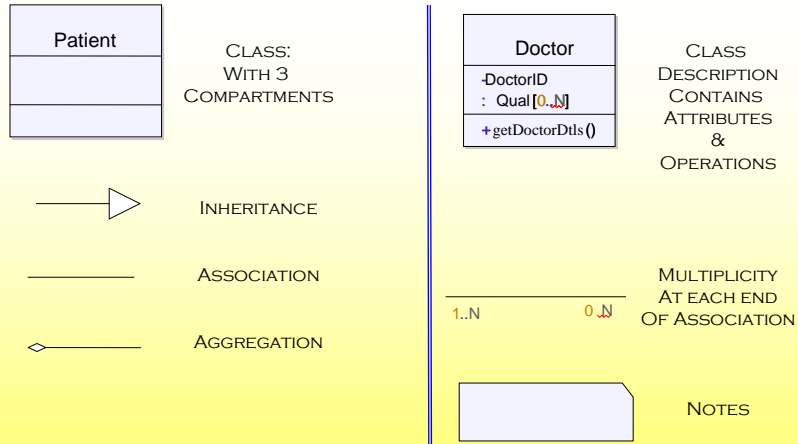 Patient
CLASS:
WITH 3
COMPARTMENTS
INHERITANCE
ASSOCIATION
AGGREGATION
Doctor
-DoctorID
: Qual[0..N]
+getDoctorDtls()
CLASS
DESCRIPTION
CONTAINS
ATTRIBUTES
&
OPERATIONS
1..N
0..N
MULTIPLICITY
AT EACH END
OF ASSOCIATION
NOTES